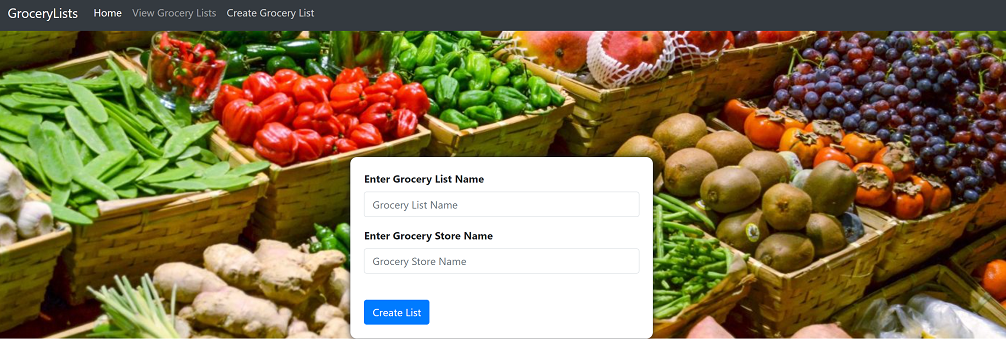 GroceryLists Home View Grocery Lists Create Grocery List
Enter Grocery List Name
Grocery List Name
Enter Grocery Store Name
Grocery Store Name
Create List